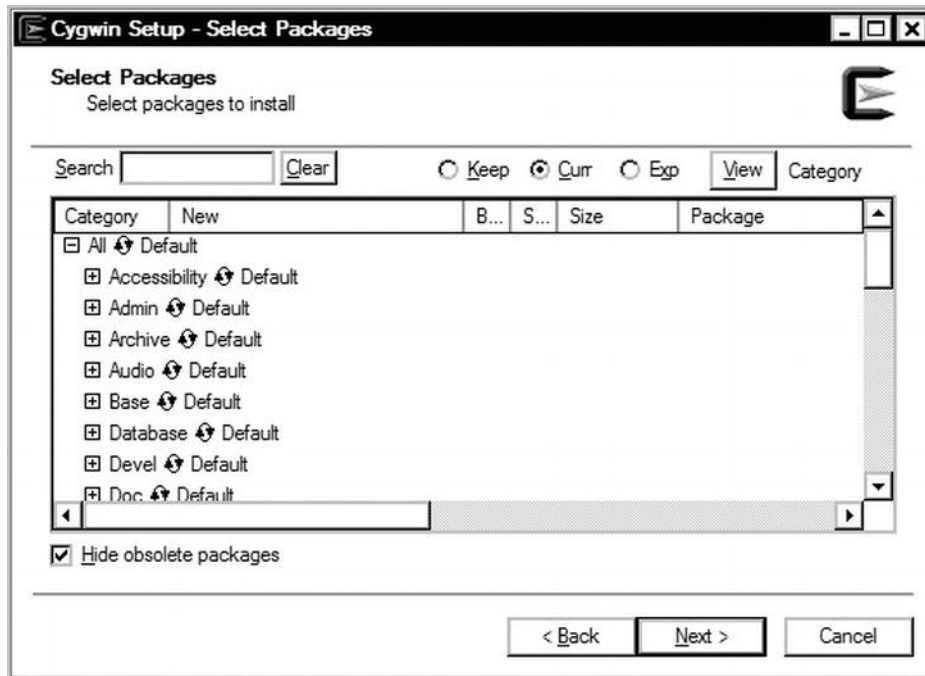 Cygwin Setup - Select Packages
Select Packages
Select packages to install
Search Clear Keep Curr Exp View Category
Category New B... S... Size Package
All Default
Accessibility Default
Admin Default
Archive Default
Audio Default
Base Default
Database Default
Devel Default
Doc Default
Hide obsolete packages
< Back Next > Cancel